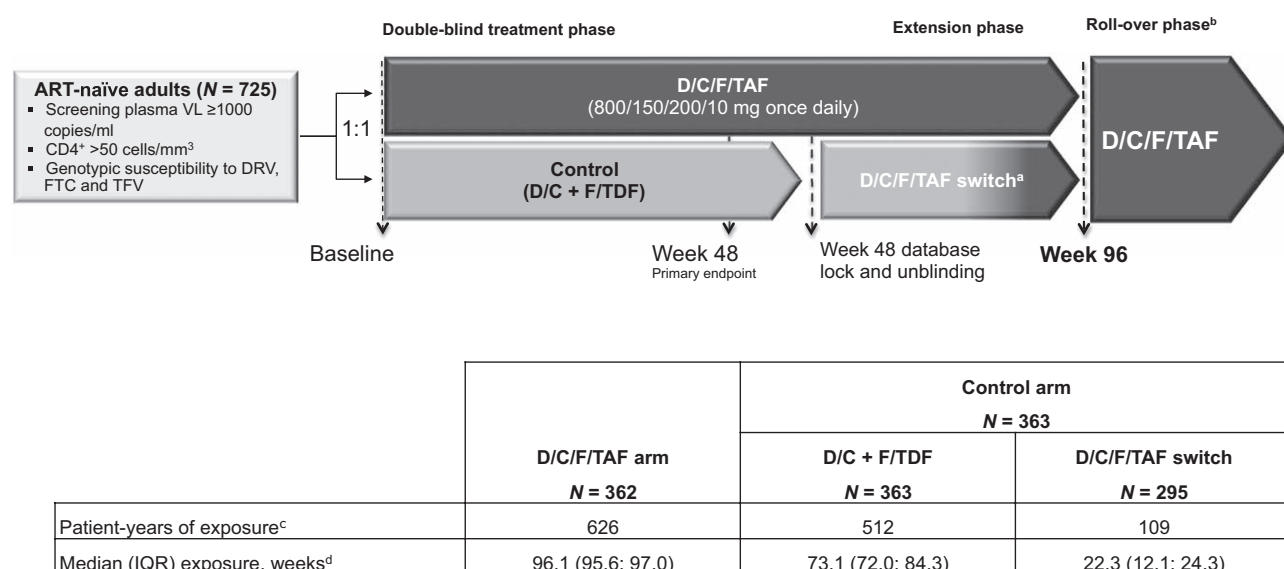 Double-blind treatment phase
Extension phase
Roll-over phaseᵇ
ART-naïve adults (N = 725)
▪ Screening plasma VL ≥1000
copies/ml
▪ CD4⁺ >50 cells/mm³
▪ Genotypic susceptibility to DRV,
FTC and TFV
1:1
D/C/F/TAF
(800/150/200/10 mg once daily)
Control
(D/C + F/TDF)
D/C/F/TAF switchᵃ
D/C/F/TAF
Baseline
Week 48
Primary endpoint
Week 48 database
lock and unblinding
Week 96
Control arm
N = 363
D/C/F/TAF arm D/C + F/TDF D/C/F/TAF switch
N = 362 N = 363 N = 295
Patient-years of exposureᶜ 626 512 109
Median (IQR) exposure, weeksᵈ 96.1 (95.6; 97.0) 73.1 (72.0; 84.3) 22.3 (12.1; 24.3)